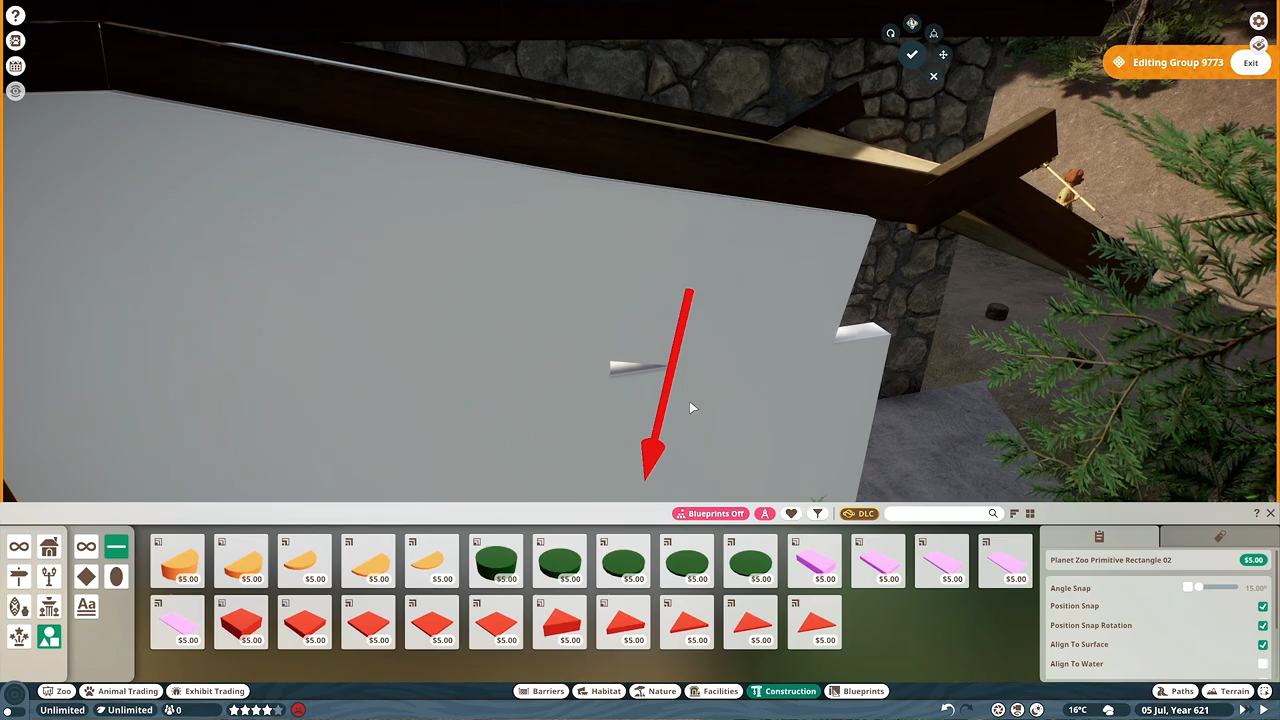 Editing Group 9773
Exit
Blueprints Off
A
DLC
?
$5.00 $5.00 $5.00 $5.00 $5.00 $5.00 $5.00 $5.00 $5.00 $5.00 $5.00 $5.00 $5.00 $5.00
$5.00 $5.00 $5.00 $5.00 $5.00 $5.00 $5.00 $5.00 $5.00 $5.00 $5.00
Aa
Planet Zoo Primitive Rectangle 02 $5.00
Angle Snap 15.00°
Position Snap
Position Snap Rotation
Align To Surface
Align To Water
Zoo Animal Trading Exhibit Trading Barriers Habitat Nature Facilities Construction Blueprints Paths Terrain
Unlimited Unlimited 0 16°C 05 Jul, Year 621